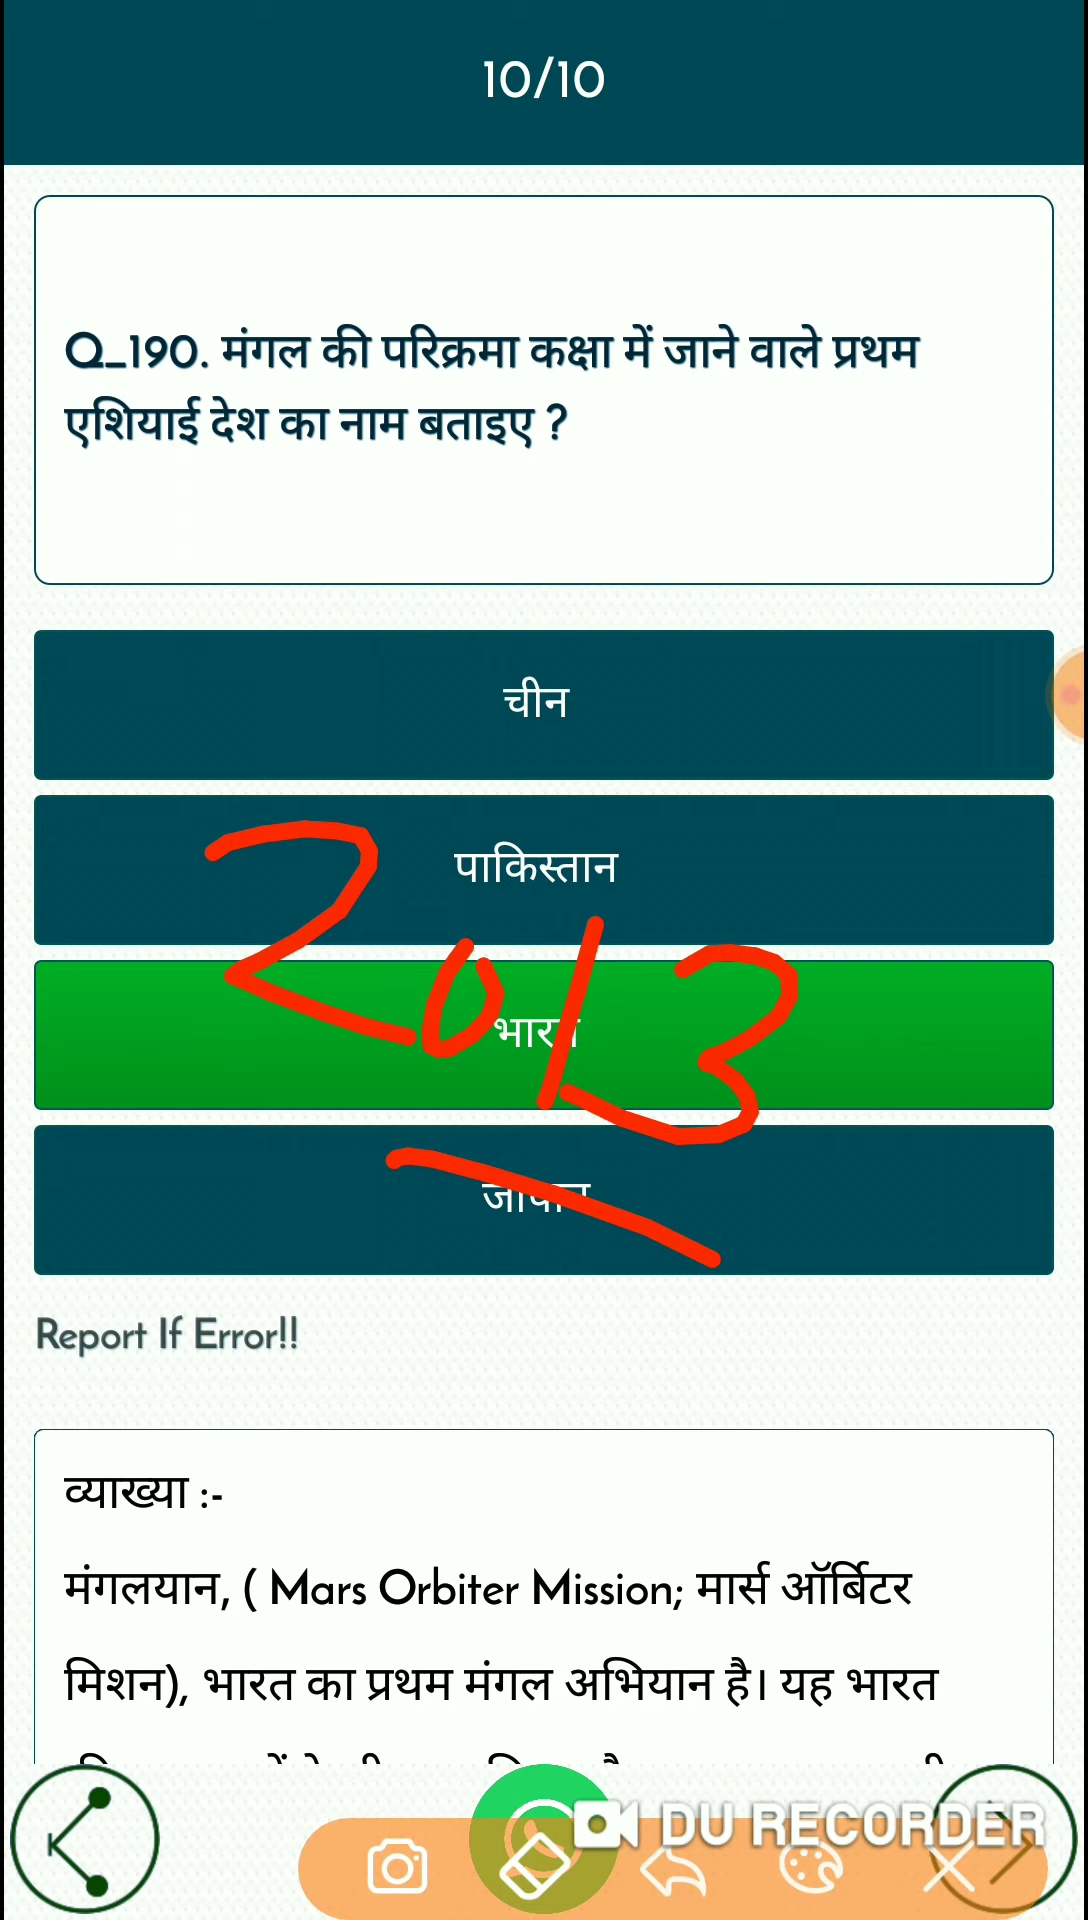 10/10
Q_190. मंगल की परिक्रमा कक्षा में जाने वाले प्रथम
एशियाई देश का नाम बताइए ?
चीन
पाकिस्तान
भारत
जापान
2013
Report If Error!!
व्याख्या :-
मंगलयान, ( Mars Orbiter Mission; मार्स ऑर्बिटर
मिशन), भारत का प्रथम मंगल अभियान है। यह भारत
DU RECORDER